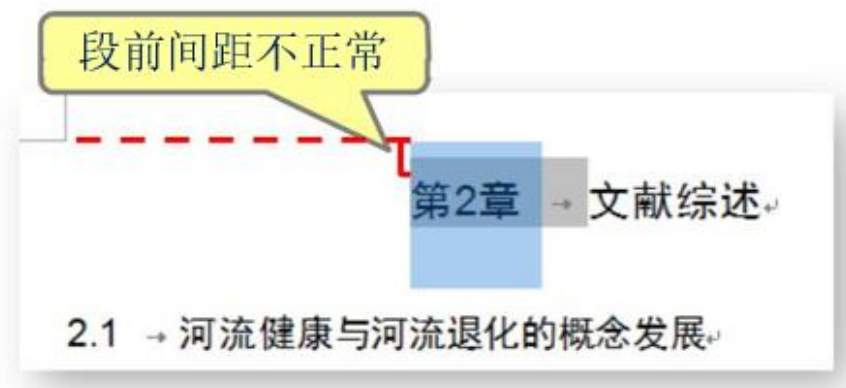 段前间距不正常
第2章 → 文献综述↵
2.1 → 河流健康与河流退化的概念发展↵